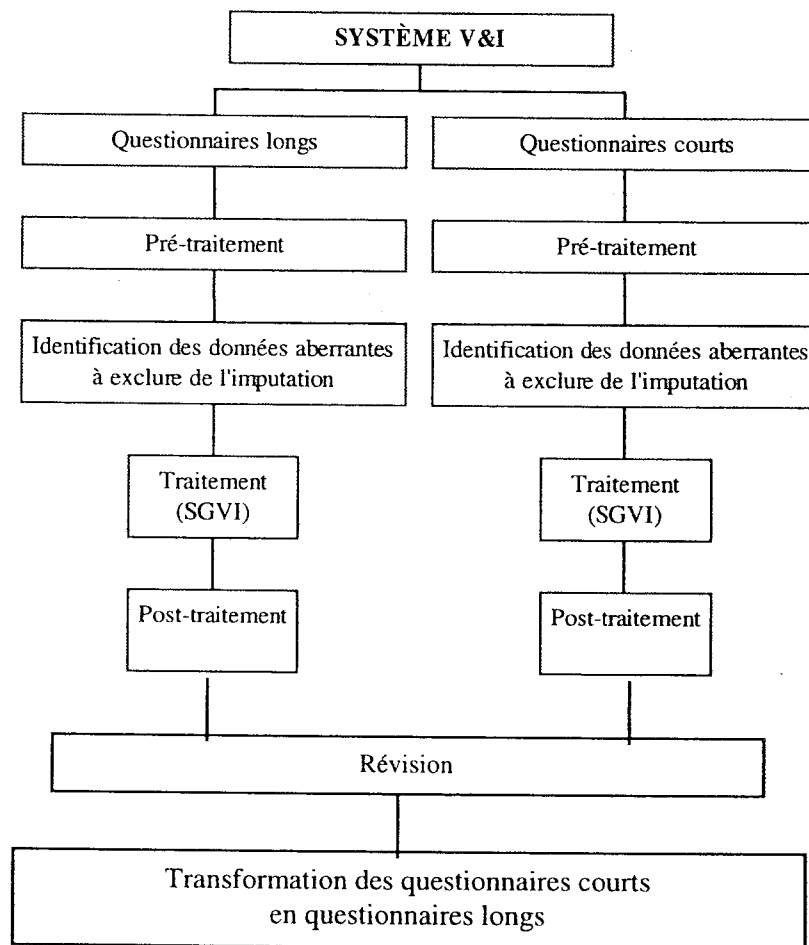 SYSTÈME V&I
Questionnaires longs
Questionnaires courts
Pré-traitement
Pré-traitement
Identification des données aberrantes
à exclure de l'imputation
Identification des données aberrantes
à exclure de l'imputation
Traitement
(SGVI)
Traitement
(SGVI)
Post-traitement
Post-traitement
Révision
Transformation des questionnaires courts
en questionnaires longs